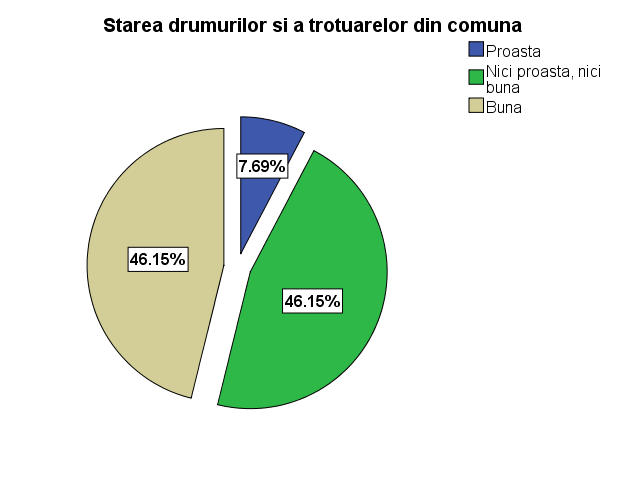 Starea drumurilor si a trotuarelor din comuna
Proasta
Nici proasta, nici
buna
Buna
7.69%
46.15%
46.15%